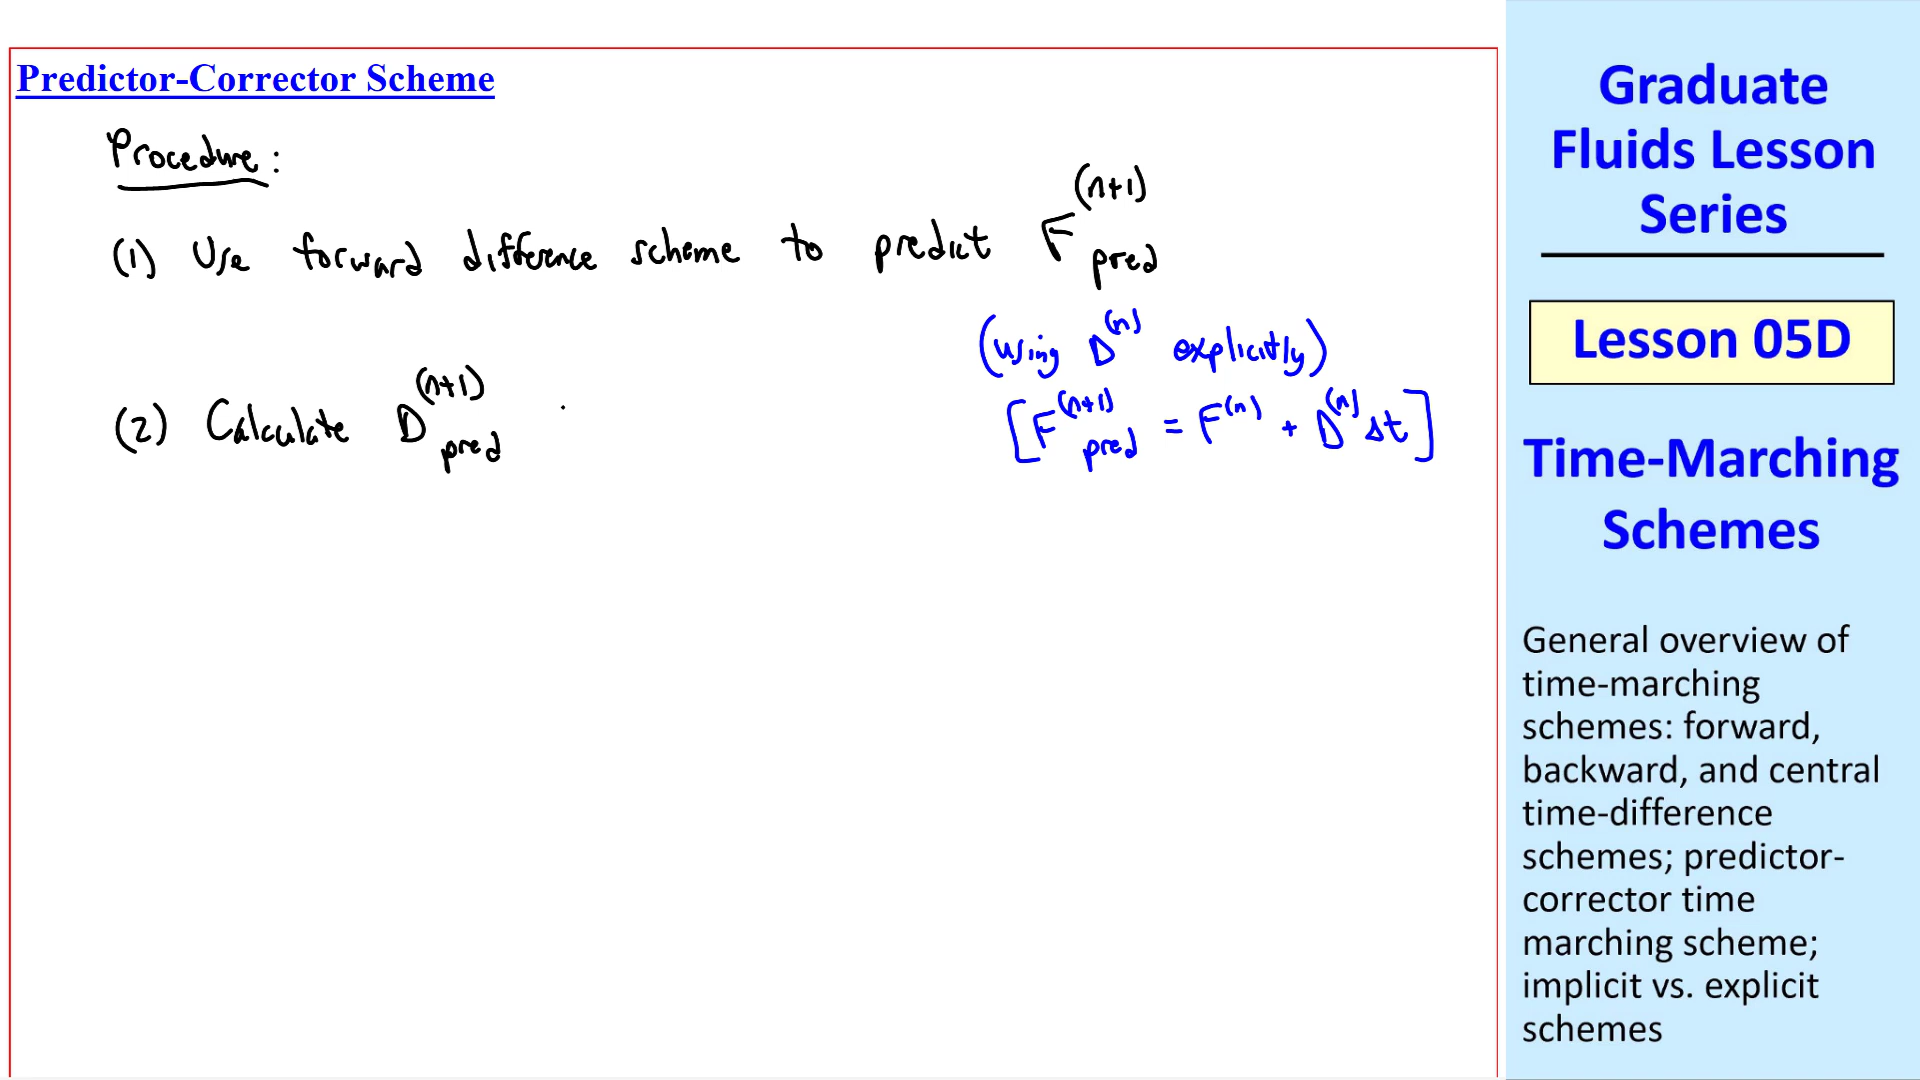 Predictor-Corrector Scheme
Procedure:
(1) Use forward difference scheme to predict F^(n+1)_pred
(using D^(n) explicitly)
[F^(n+1)_pred = F^(n) + D^(n) Δt]
(2) Calculate D^(n+1)_pred
Graduate
Fluids Lesson
Series
Lesson 05D
Time-Marching
Schemes
General overview of
time-marching
schemes: forward,
backward, and central
time-difference
schemes; predictor-
corrector time
marching scheme;
implicit vs. explicit
schemes